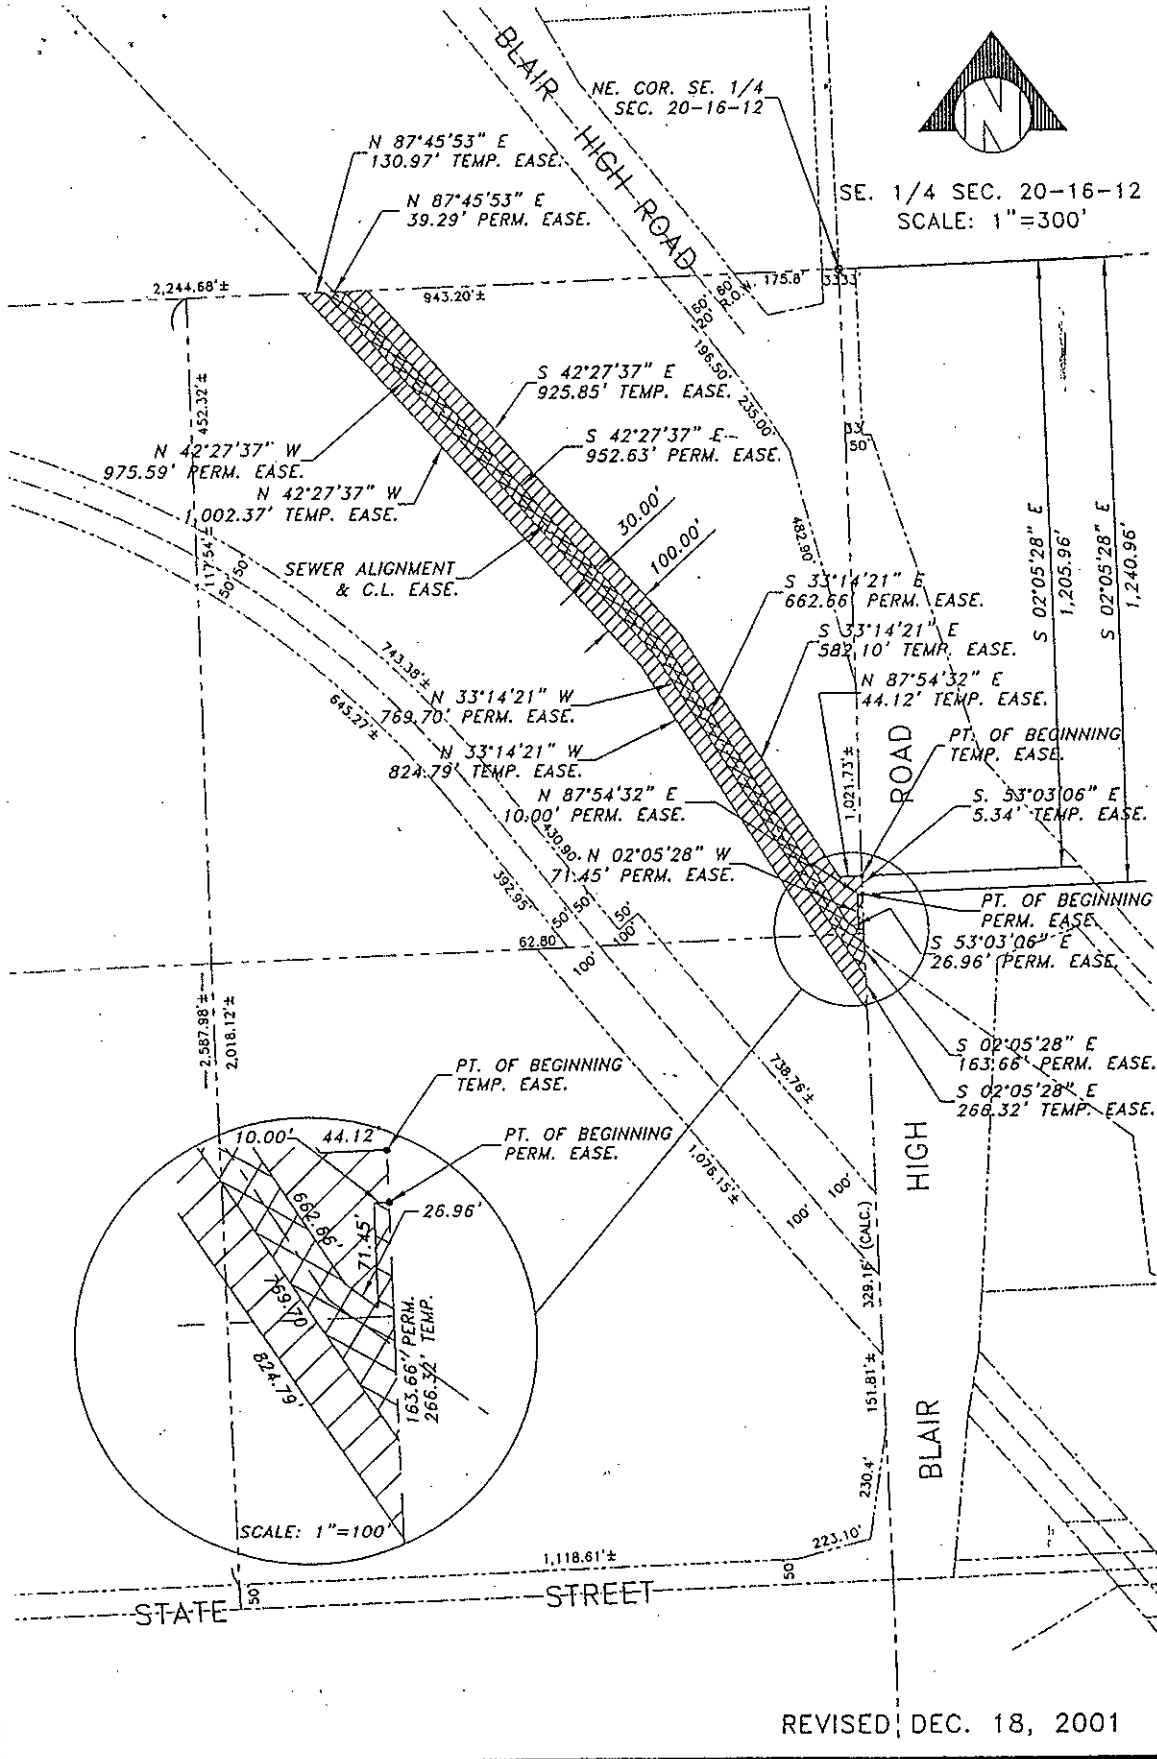 BLAIR HIGH ROAD
NE. COR. SE. 1/4
SEC. 20-16-12
N
SE. 1/4 SEC. 20-16-12
SCALE: 1"=300'
N 87°45'53" E
130.97' TEMP. EASE.
N 87°45'53" E
39.29' PERM. EASE.
2,244.68'±
943.20'±
175.8'
33'
33'
60'
80'
R.O.W.
120'
196.50'
235.00'
33'
50'
482.90'
452.32'±
S 42°27'37" E
925.85' TEMP. EASE.
S 42°27'37" E
952.63' PERM. EASE.
N 42°27'37" W
975.59' PERM. EASE.
N 42°27'37" W
1,002.37' TEMP. EASE.
30.00'
100.00'
S 02°05'28" E
1,205.96'
S 02°05'28" E
1,240.96'
117.54'±
50'
50'
SEWER ALIGNMENT
& C.L. EASE.
S 33°14'21" E
662.66' PERM. EASE.
S 33°14'21" E
582.10' TEMP. EASE.
743.38'±
645.27'±
N 33°14'21" W
769.70' PERM. EASE.
N 33°14'21" W
824.79' TEMP. EASE.
N 87°54'32" E
44.12' TEMP. EASE.
1,021.73'±
ROAD
PT. OF BEGINNING
TEMP. EASE.
N 87°54'32" E
10.00' PERM. EASE.
S. 53°03'06" E
5.34' TEMP. EASE.
N 02°05'28" W
71.45' PERM. EASE.
430.90
392.95'
PT. OF BEGINNING
PERM. EASE.
S 53°03'06" E
26.96' PERM. EASE.
62.80'
50'
50'
50'
100'
100'
2,587.98'±
2,018.12'±
S 02°05'28" E
163.66' PERM. EASE.
S 02°05'28" E
266.32' TEMP. EASE.
738.76'±
1,076.15'±
100'
100'
PT. OF BEGINNING
TEMP. EASE.
PT. OF BEGINNING
PERM. EASE.
10.00'
44.12'
26.96'
662.66'
71.45'
769.70
824.79'
163.66' PERM.
266.32' TEMP.
SCALE: 1"=100'
HIGH
329.16' (CALC.)
151.81'±
BLAIR
230.4'
223.10'
1,118.61'±
50'
50'
STATE STREET
REVISED DEC. 18, 2001